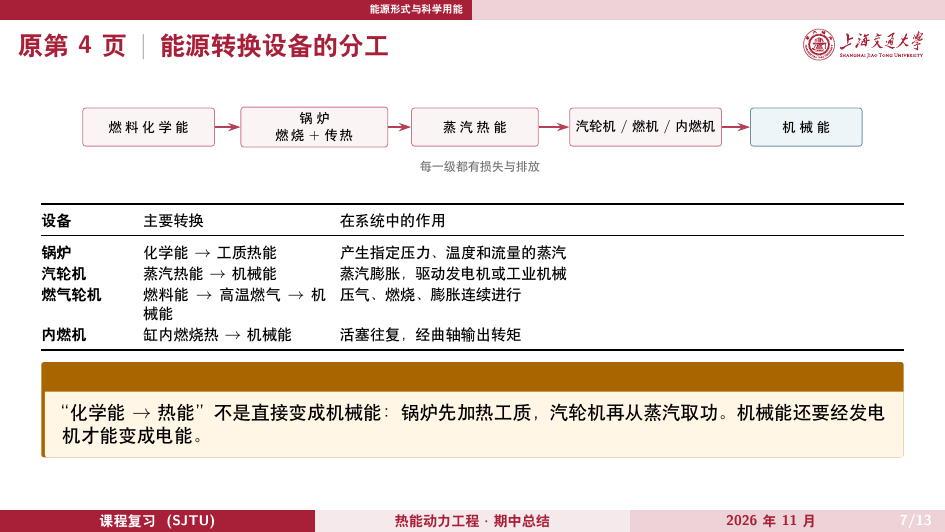 能源形式与科学用能
原第 4 页 | 能源转换设备的分工
上海交通大学
SHANGHAI JIAO TONG UNIVERSITY
燃料化学能
锅炉
燃烧 + 传热
蒸汽热能
汽轮机 / 燃机 / 内燃机
机械能
每一级都有损失与排放
设备 主要转换 在系统中的作用
锅炉 化学能 → 工质热能 产生指定压力、温度和流量的蒸汽
汽轮机 蒸汽热能 → 机械能 蒸汽膨胀，驱动发电机或工业机械
燃气轮机 燃料能 → 高温燃气 → 机 压气、燃烧、膨胀连续进行
械能
内燃机 缸内燃烧热 → 机械能 活塞往复，经曲轴输出转矩
“化学能 → 热能”不是直接变成机械能：锅炉先加热工质，汽轮机再从蒸汽取功。机械能还要经发电
机才能变成电能。
课程复习 (SJTU) 热能动力工程 · 期中总结 2026 年 11 月 7/13